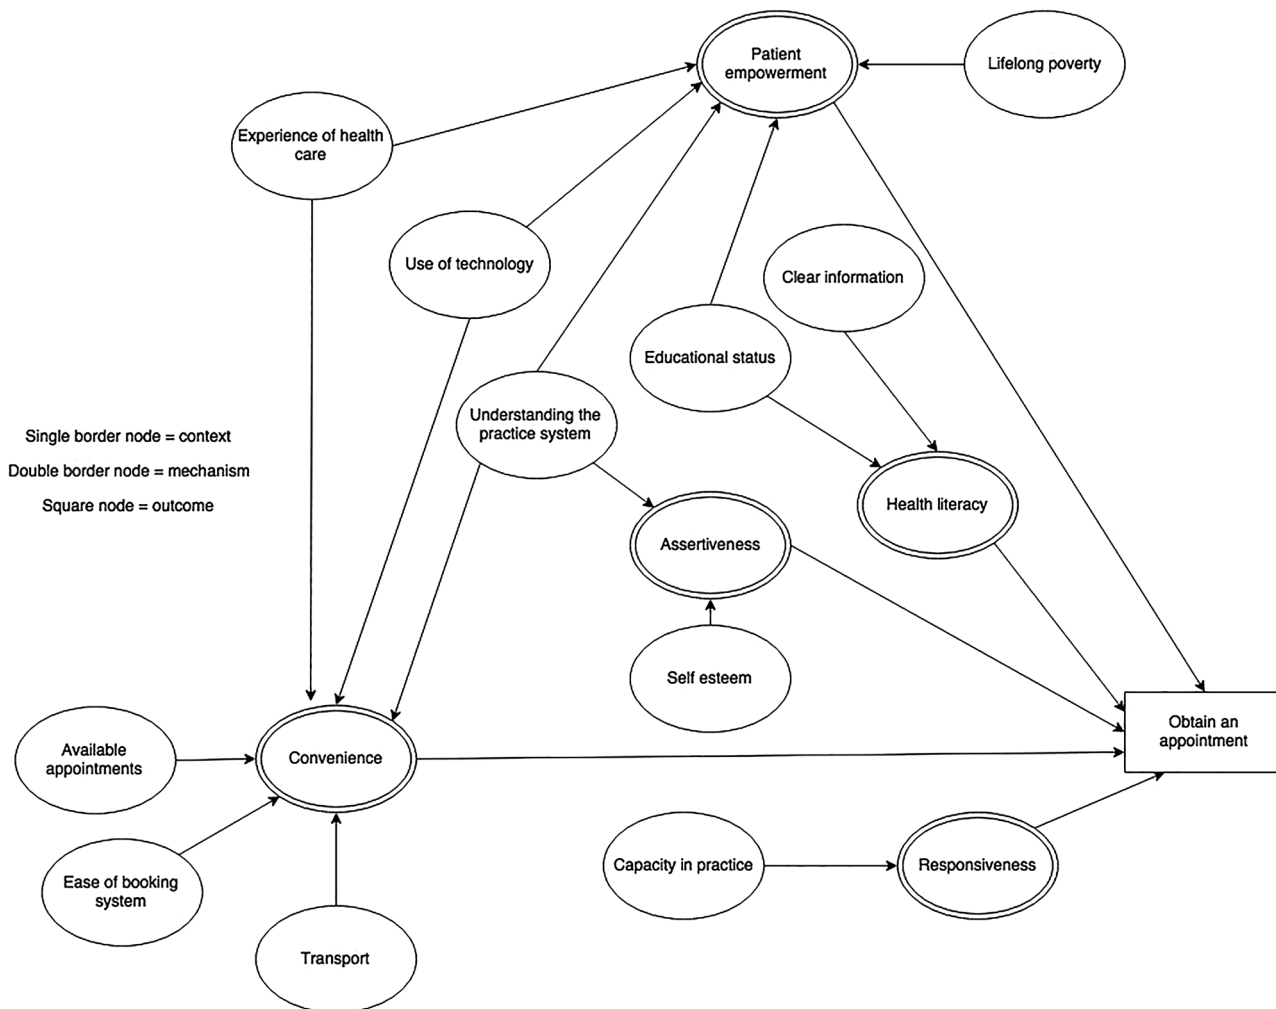 Patient
empowerment
Lifelong poverty
Experience of health
care
Use of technology
Clear information
Educational status
Understanding the
practice system
Single border node = context
Double border node = mechanism
Square node = outcome
Health literacy
Assertiveness
Self esteem
Obtain an
appointment
Available
appointments
Convenience
Capacity in practice
Responsiveness
Ease of booking
system
Transport